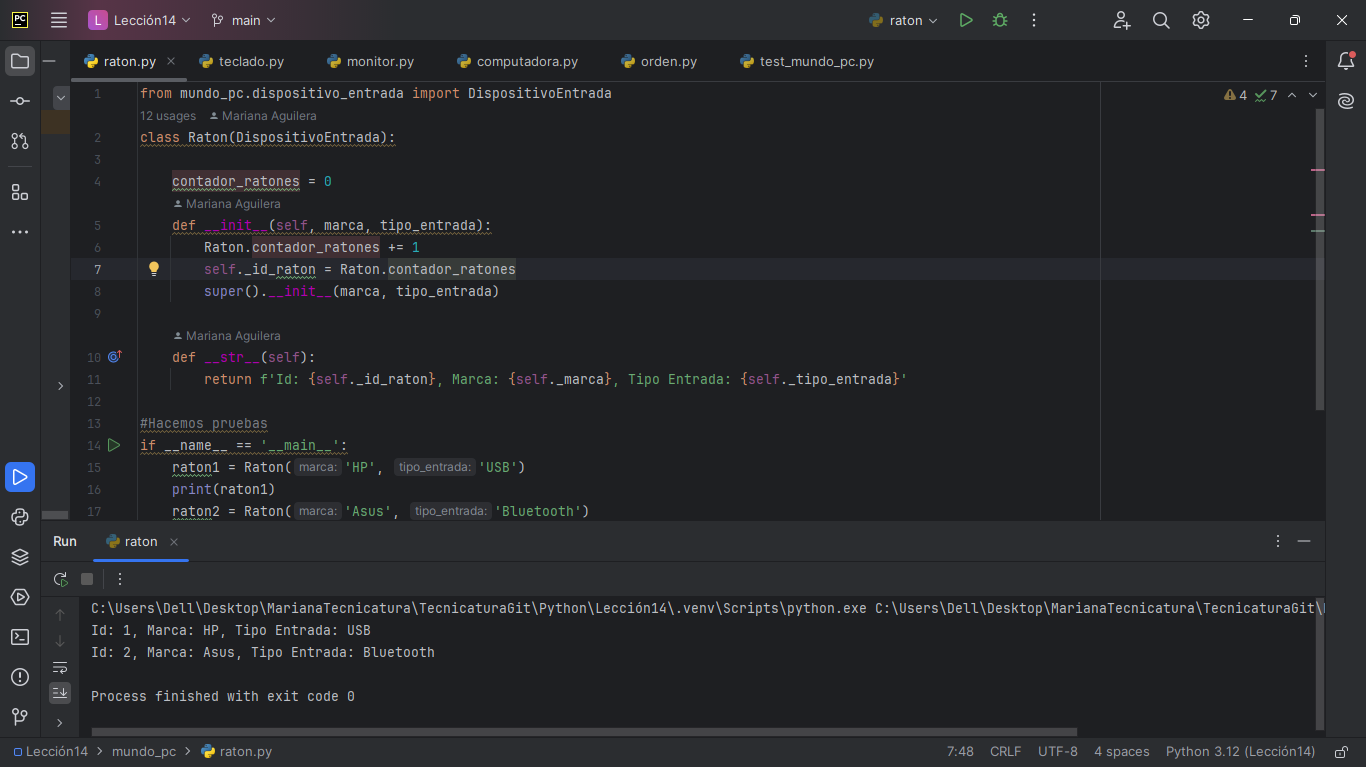 PC
L Lección14 main raton
raton.py teclado.py monitor.py computadora.py orden.py test_mundo_pc.py
4 7
1 from mundo_pc.dispositivo_entrada import DispositivoEntrada
12 usages Mariana Aguilera
2 class Raton(DispositivoEntrada):
3
4 contador_ratones = 0
Mariana Aguilera
5 def __init__(self, marca, tipo_entrada):
6 Raton.contador_ratones += 1
7 self._id_raton = Raton.contador_ratones
8 super().__init__(marca, tipo_entrada)
9
Mariana Aguilera
10 def __str__(self):
11 return f'Id: {self._id_raton}, Marca: {self._marca}, Tipo Entrada: {self._tipo_entrada}'
12
13 #Hacemos pruebas
14 if __name__ == '__main__':
15 raton1 = Raton( marca: 'HP', tipo_entrada: 'USB')
16 print(raton1)
17 raton2 = Raton( marca: 'Asus', tipo_entrada: 'Bluetooth')
Run raton
C:\Users\Dell\Desktop\MarianaTecnicatura\TecnicaturaGit\Python\Lección14\.venv\Scripts\python.exe C:\Users\Dell\Desktop\MarianaTecnicatura\TecnicaturaGit\
Id: 1, Marca: HP, Tipo Entrada: USB
Id: 2, Marca: Asus, Tipo Entrada: Bluetooth
Process finished with exit code 0
Lección14 > mundo_pc > raton.py 7:48 CRLF UTF-8 4 spaces Python 3.12 (Lección14)